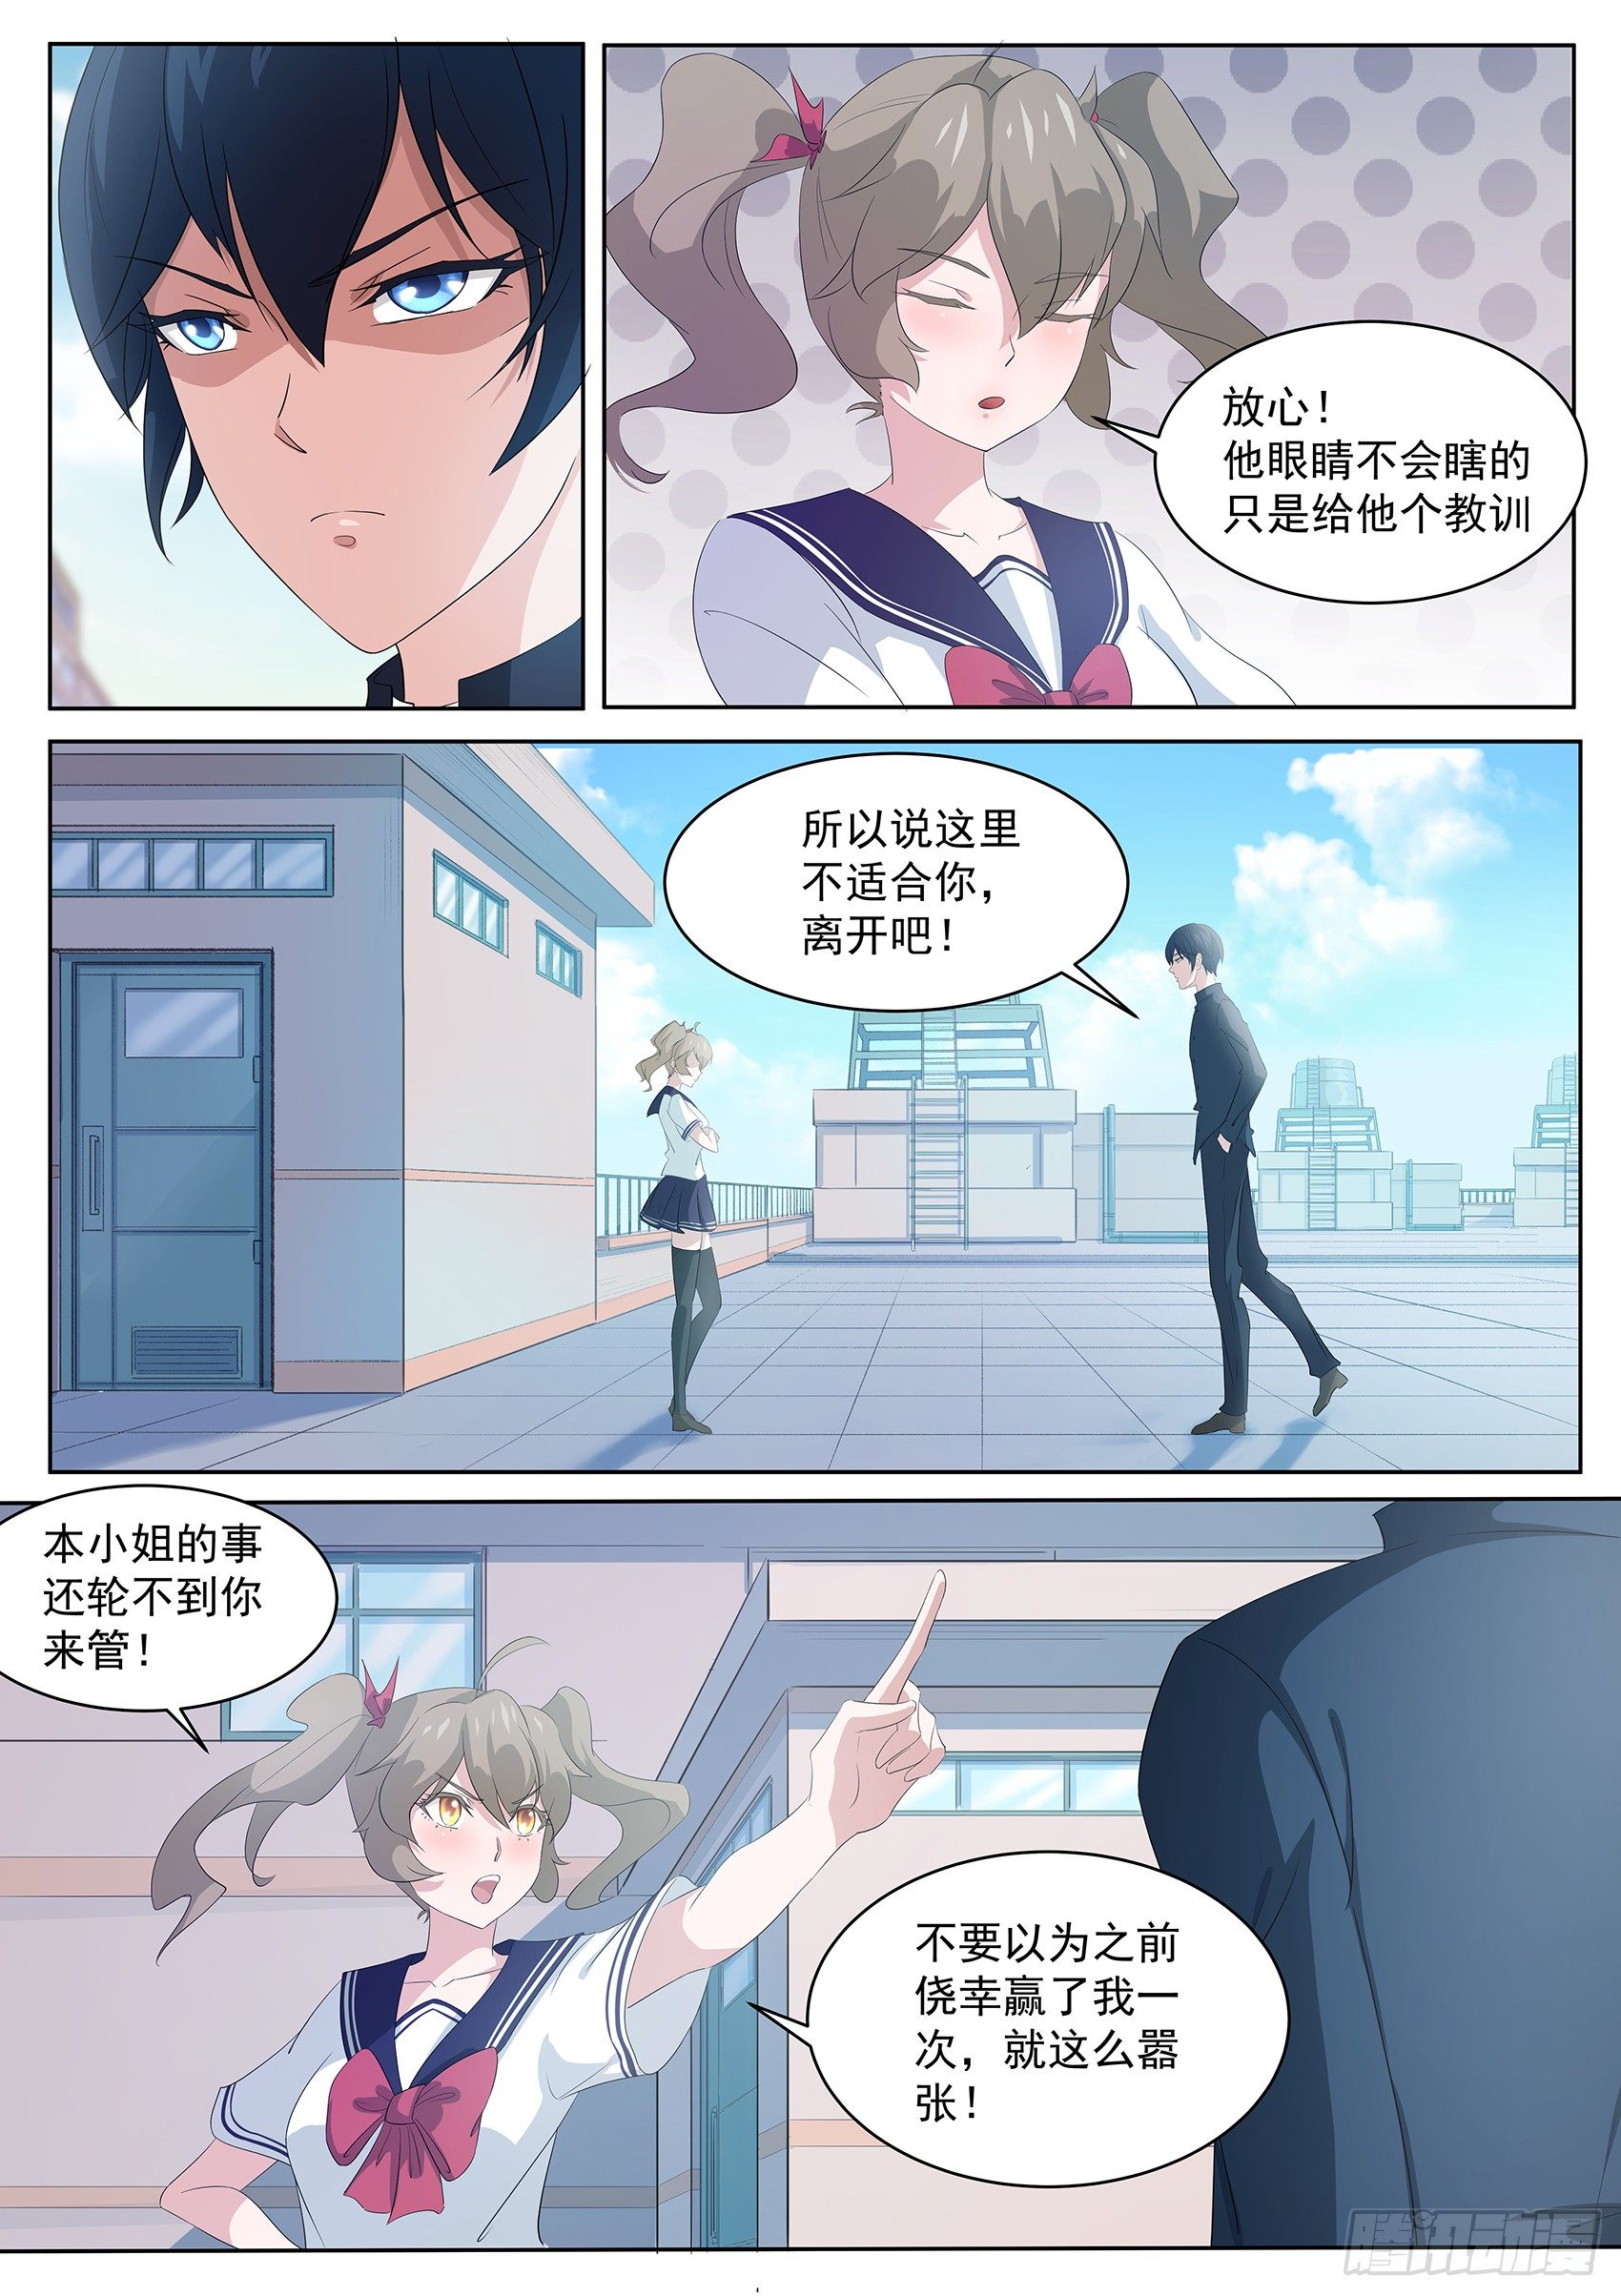 放心！
他眼睛不会瞎的
只是给他个教训
所以说这里
不适合你，
离开吧！
本小姐的事
还轮不到你
来管！
不要以为之前
侥幸赢了我一
次，就这么嚣
张！
腾讯动漫